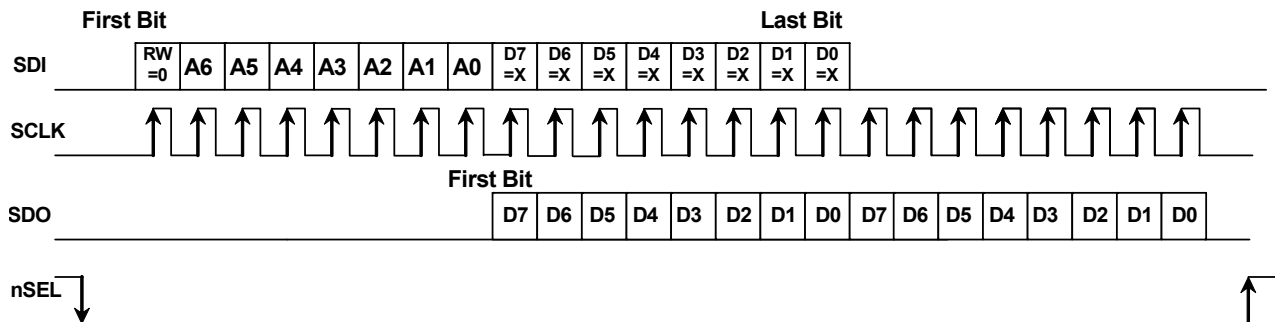 First Bit Last Bit
SDI RW =0 A6 A5 A4 A3 A2 A1 A0 D7 =X D6 =X D5 =X D4 =X D3 =X D2 =X D1 =X D0 =X
SCLK
First Bit
SDO D7 D6 D5 D4 D3 D2 D1 D0 D7 D6 D5 D4 D3 D2 D1 D0
nSEL